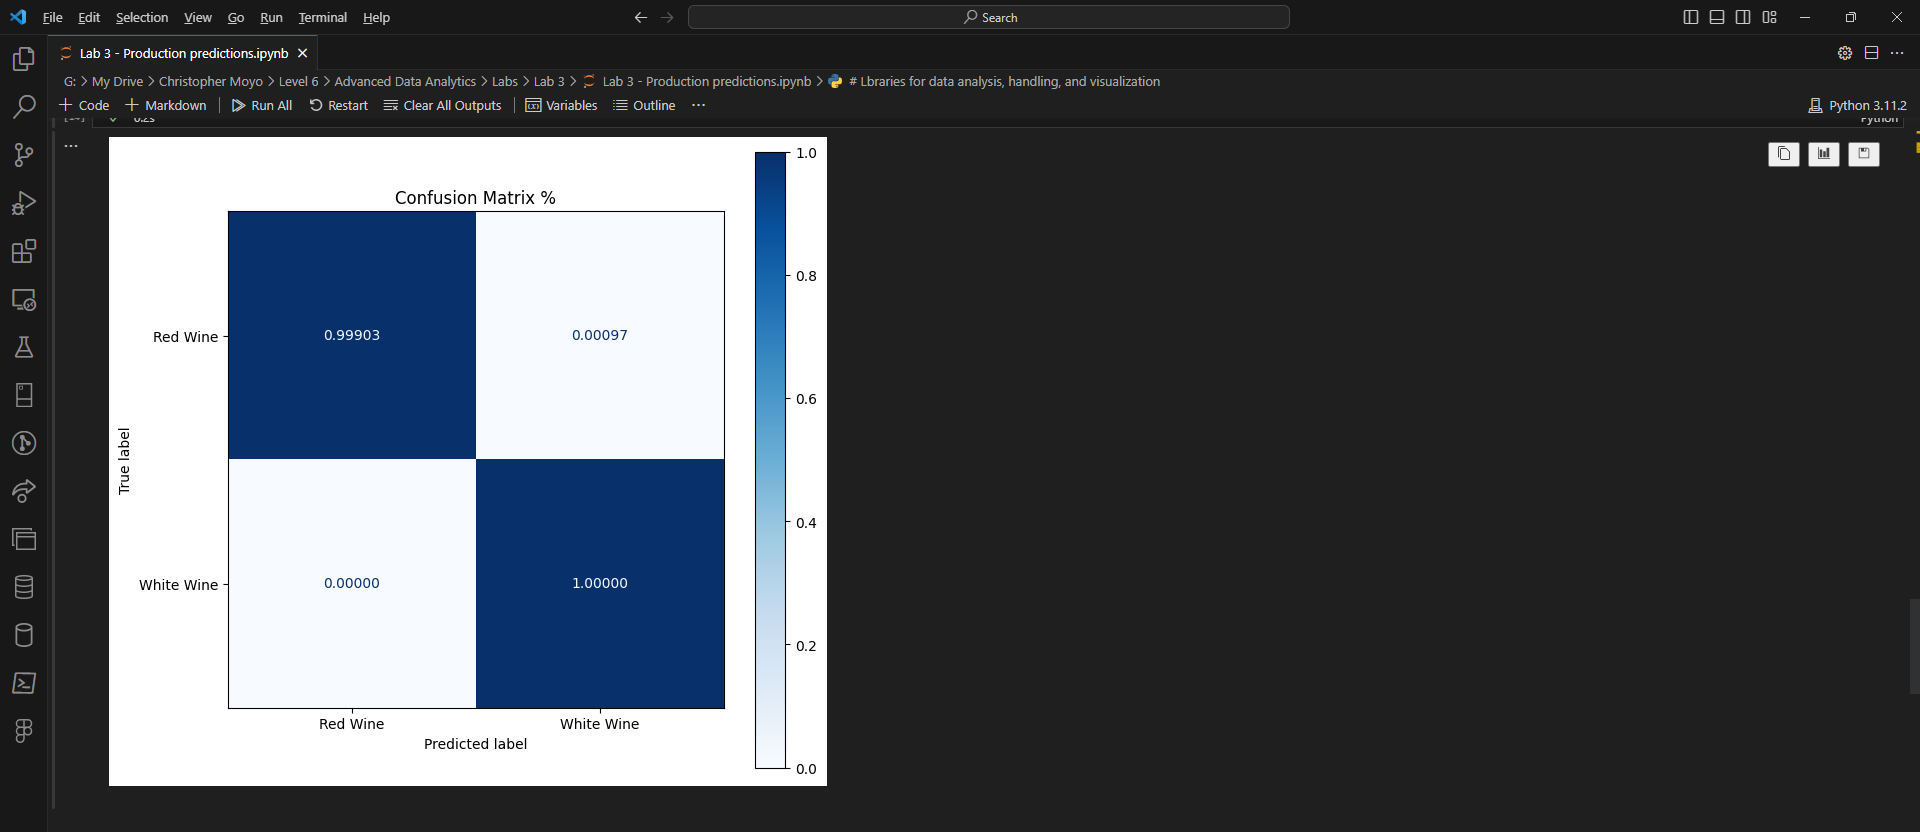 File Edit Selection View Go Run Terminal Help
Search
Lab 3 - Production predictions.ipynb
G: > My Drive > Christopher Moyo > Level 6 > Advanced Data Analytics > Labs > Lab 3 > Lab 3 - Production predictions.ipynb > # Lbraries for data analysis, handling, and visualization
+ Code + Markdown | Run All Restart Clear All Outputs | Variables Outline ... Python 3.11.2
0.2s Python
Confusion Matrix %
1.0
0.8
0.6
0.4
0.2
0.0
Red Wine 0.99903 0.00097
True label
White Wine 0.00000 1.00000
Red Wine White Wine
Predicted label